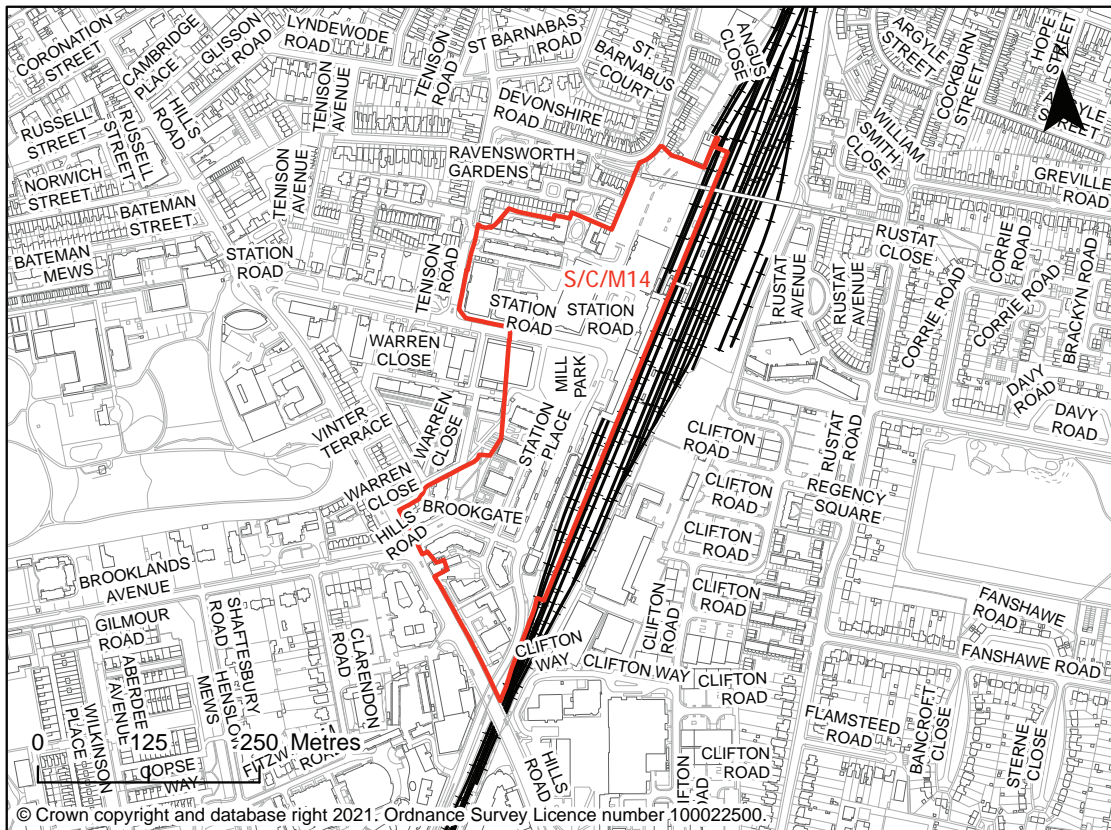 CORONATION
STREET
CAMBRIDGE
PLACE
GLISSON
ROAD
LYNDEWODE
ROAD
TENISON
ROAD
ST BARNABAS
ROAD
ST
BARNABUS
COURT
ANGUS
CLOSE
ARGYLE
STREET
COCKBURN
STREET
HOPE
STREET
ARGYLE
STREET
RUSSELL
STREET
RUSSELL
STREET
HILLS
ROAD
TENISON
AVENUE
DEVONSHIRE
ROAD
WILLIAM
SMITH
CLOSE
GREVILLE
ROAD
NORWICH
STREET
BATEMAN
STREET
TENISON
AVENUE
RAVENSWORTH
GARDENS
BATEMAN
MEWS
STATION
ROAD
TENISON
ROAD
S/C/M14
STATION
ROAD
STATION
ROAD
RUSTAT
AVENUE
RUSTAT
AVENUE
RUSTAT
CLOSE
CORRIE
ROAD
CORRIE
ROAD
CORRIE ROAD
BRACKYN ROAD
WARREN
CLOSE
MILL
PARK
DAVY
ROAD
DAVY
ROAD
VINTER
TERRACE
WARREN
CLOSE
STATION
PLACE
CLIFTON
ROAD
RUSTAT
ROAD
WARREN
CLOSE
HILLS
ROAD
BROOKGATE
CLIFTON
ROAD
REGENCY
SQUARE
CLIFTON
ROAD
BROOKLANDS
AVENUE
CLIFTON
ROAD
FANSHAWE
ROAD
GILMOUR
ROAD
SHAFTESBURY
ROAD
CLARENDON
ROAD
CLIFTON
WAY
CLIFTON
ROAD
CLIFTON WAY
FANSHAWE ROAD
ABERDEE
AVENUE
HENSLOW
MEWS
CLIFTON
ROAD
FLAMSTEED
ROAD
BANCROFT
CLOSE
STERNE
CLOSE
WILKINSON
PLACE
COPSE
WAY
HILLS
ROAD
CLIFTON
ROAD
CLIFTON
ROAD
0 125 250 Metres
© Crown copyright and database right 2021. Ordnance Survey Licence number 100022500.